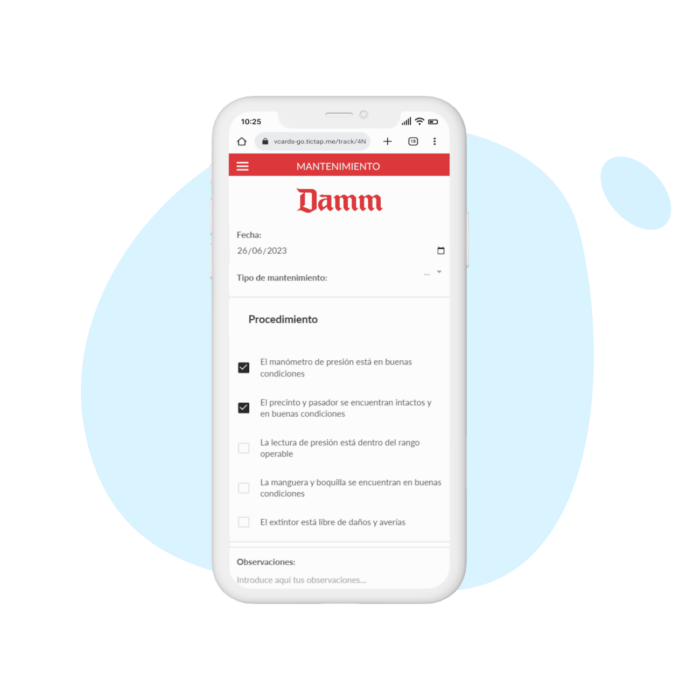 10:25
vcards-go.tictap.me/track/4N
MANTENIMIENTO
Damm
Fecha:
26/06/2023
Tipo de mantenimiento:
...
Procedimiento
El manómetro de presión está en buenas
condiciones
El precinto y pasador se encuentran intactos y
en buenas condiciones
La lectura de presión está dentro del rango
operable
La manguera y boquilla se encuentran en buenas
condiciones
El extintor está libre de daños y averías
Observaciones:
Introduce aquí tus observaciones...